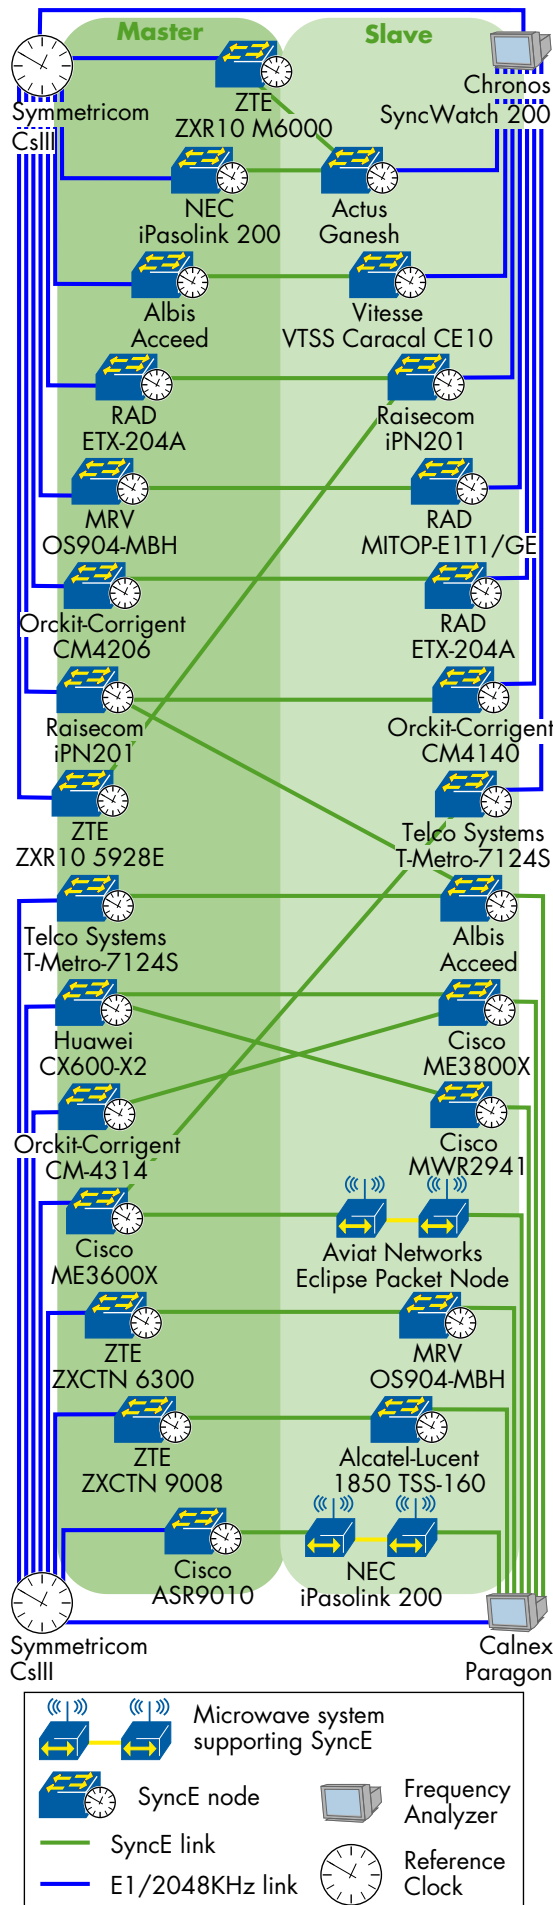 Master
Slave
Symmetricom
CsIII
Chronos
SyncWatch 200
ZTE
ZXR10 M6000
NEC
iPasolink 200
Actus
Ganesh
Albis
Acceed
Vitesse
VTSS Caracal CE10
RAD
ETX-204A
Raisecom
iPN201
MRV
OS904-MBH
RAD
MITOP-E1T1/GE
Orckit-Corrigent
CM4206
RAD
ETX-204A
Raisecom
iPN201
Orckit-Corrigent
CM4140
ZTE
ZXR10 5928E
Telco Systems
T-Metro-7124S
Telco Systems
T-Metro-7124S
Albis
Acceed
Huawei
CX600-X2
Cisco
ME3800X
Orckit-Corrigent
CM-4314
Cisco
MWR2941
Cisco
ME3600X
Aviat Networks
Eclipse Packet Node
ZTE
ZXCTN 6300
MRV
OS904-MBH
ZTE
ZXCTN 9008
Alcatel-Lucent
1850 TSS-160
Cisco
ASR9010
NEC
iPasolink 200
Symmetricom
CsIII
Calnex
Paragon
Microwave system
supporting SyncE
SyncE node
Frequency
Analyzer
SyncE link
E1/2048KHz link
Reference
Clock